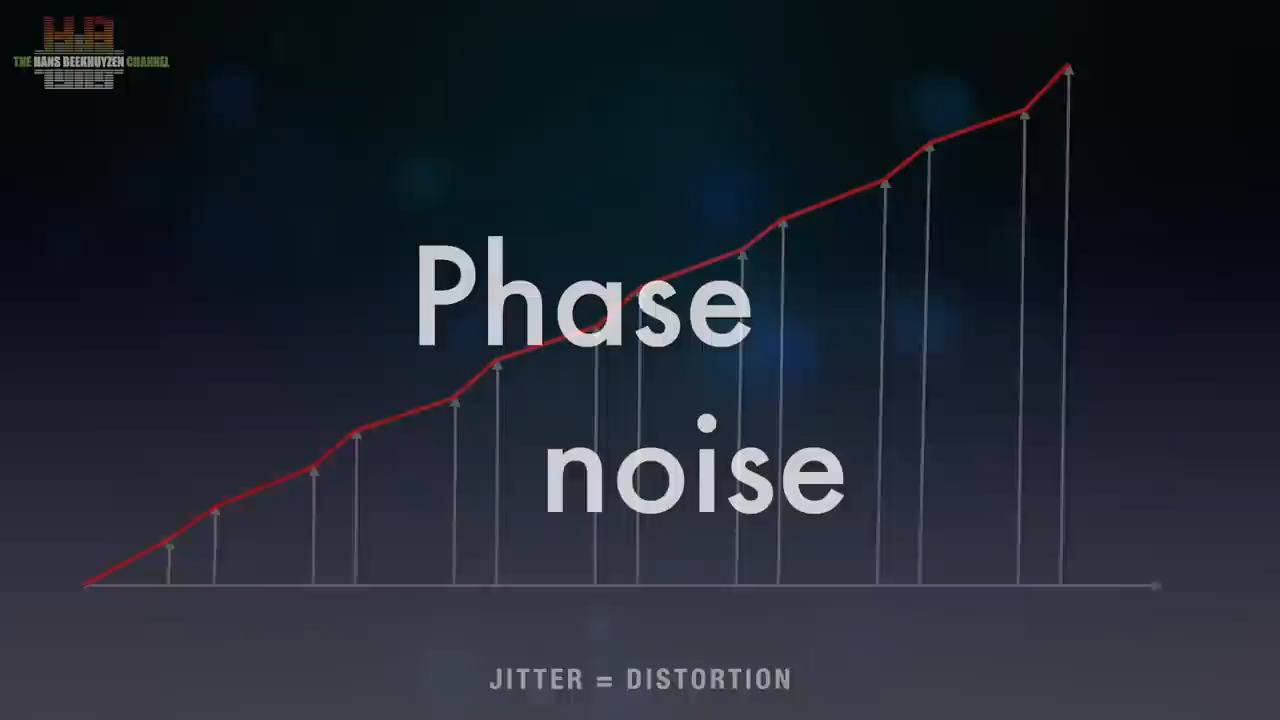 THE HANS BEEKHUYZEN CHANNEL
Phase
noise
JITTER = DISTORTION